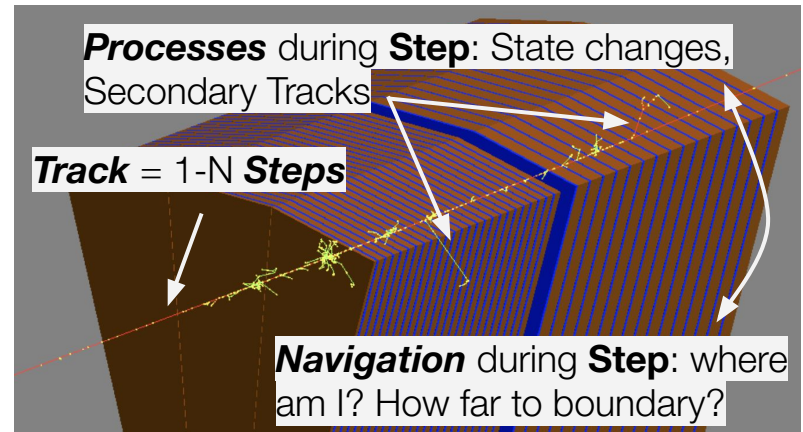 Processes during Step: State changes,
Secondary Tracks
Track = 1-N Steps
Navigation during Step: where
am I? How far to boundary?